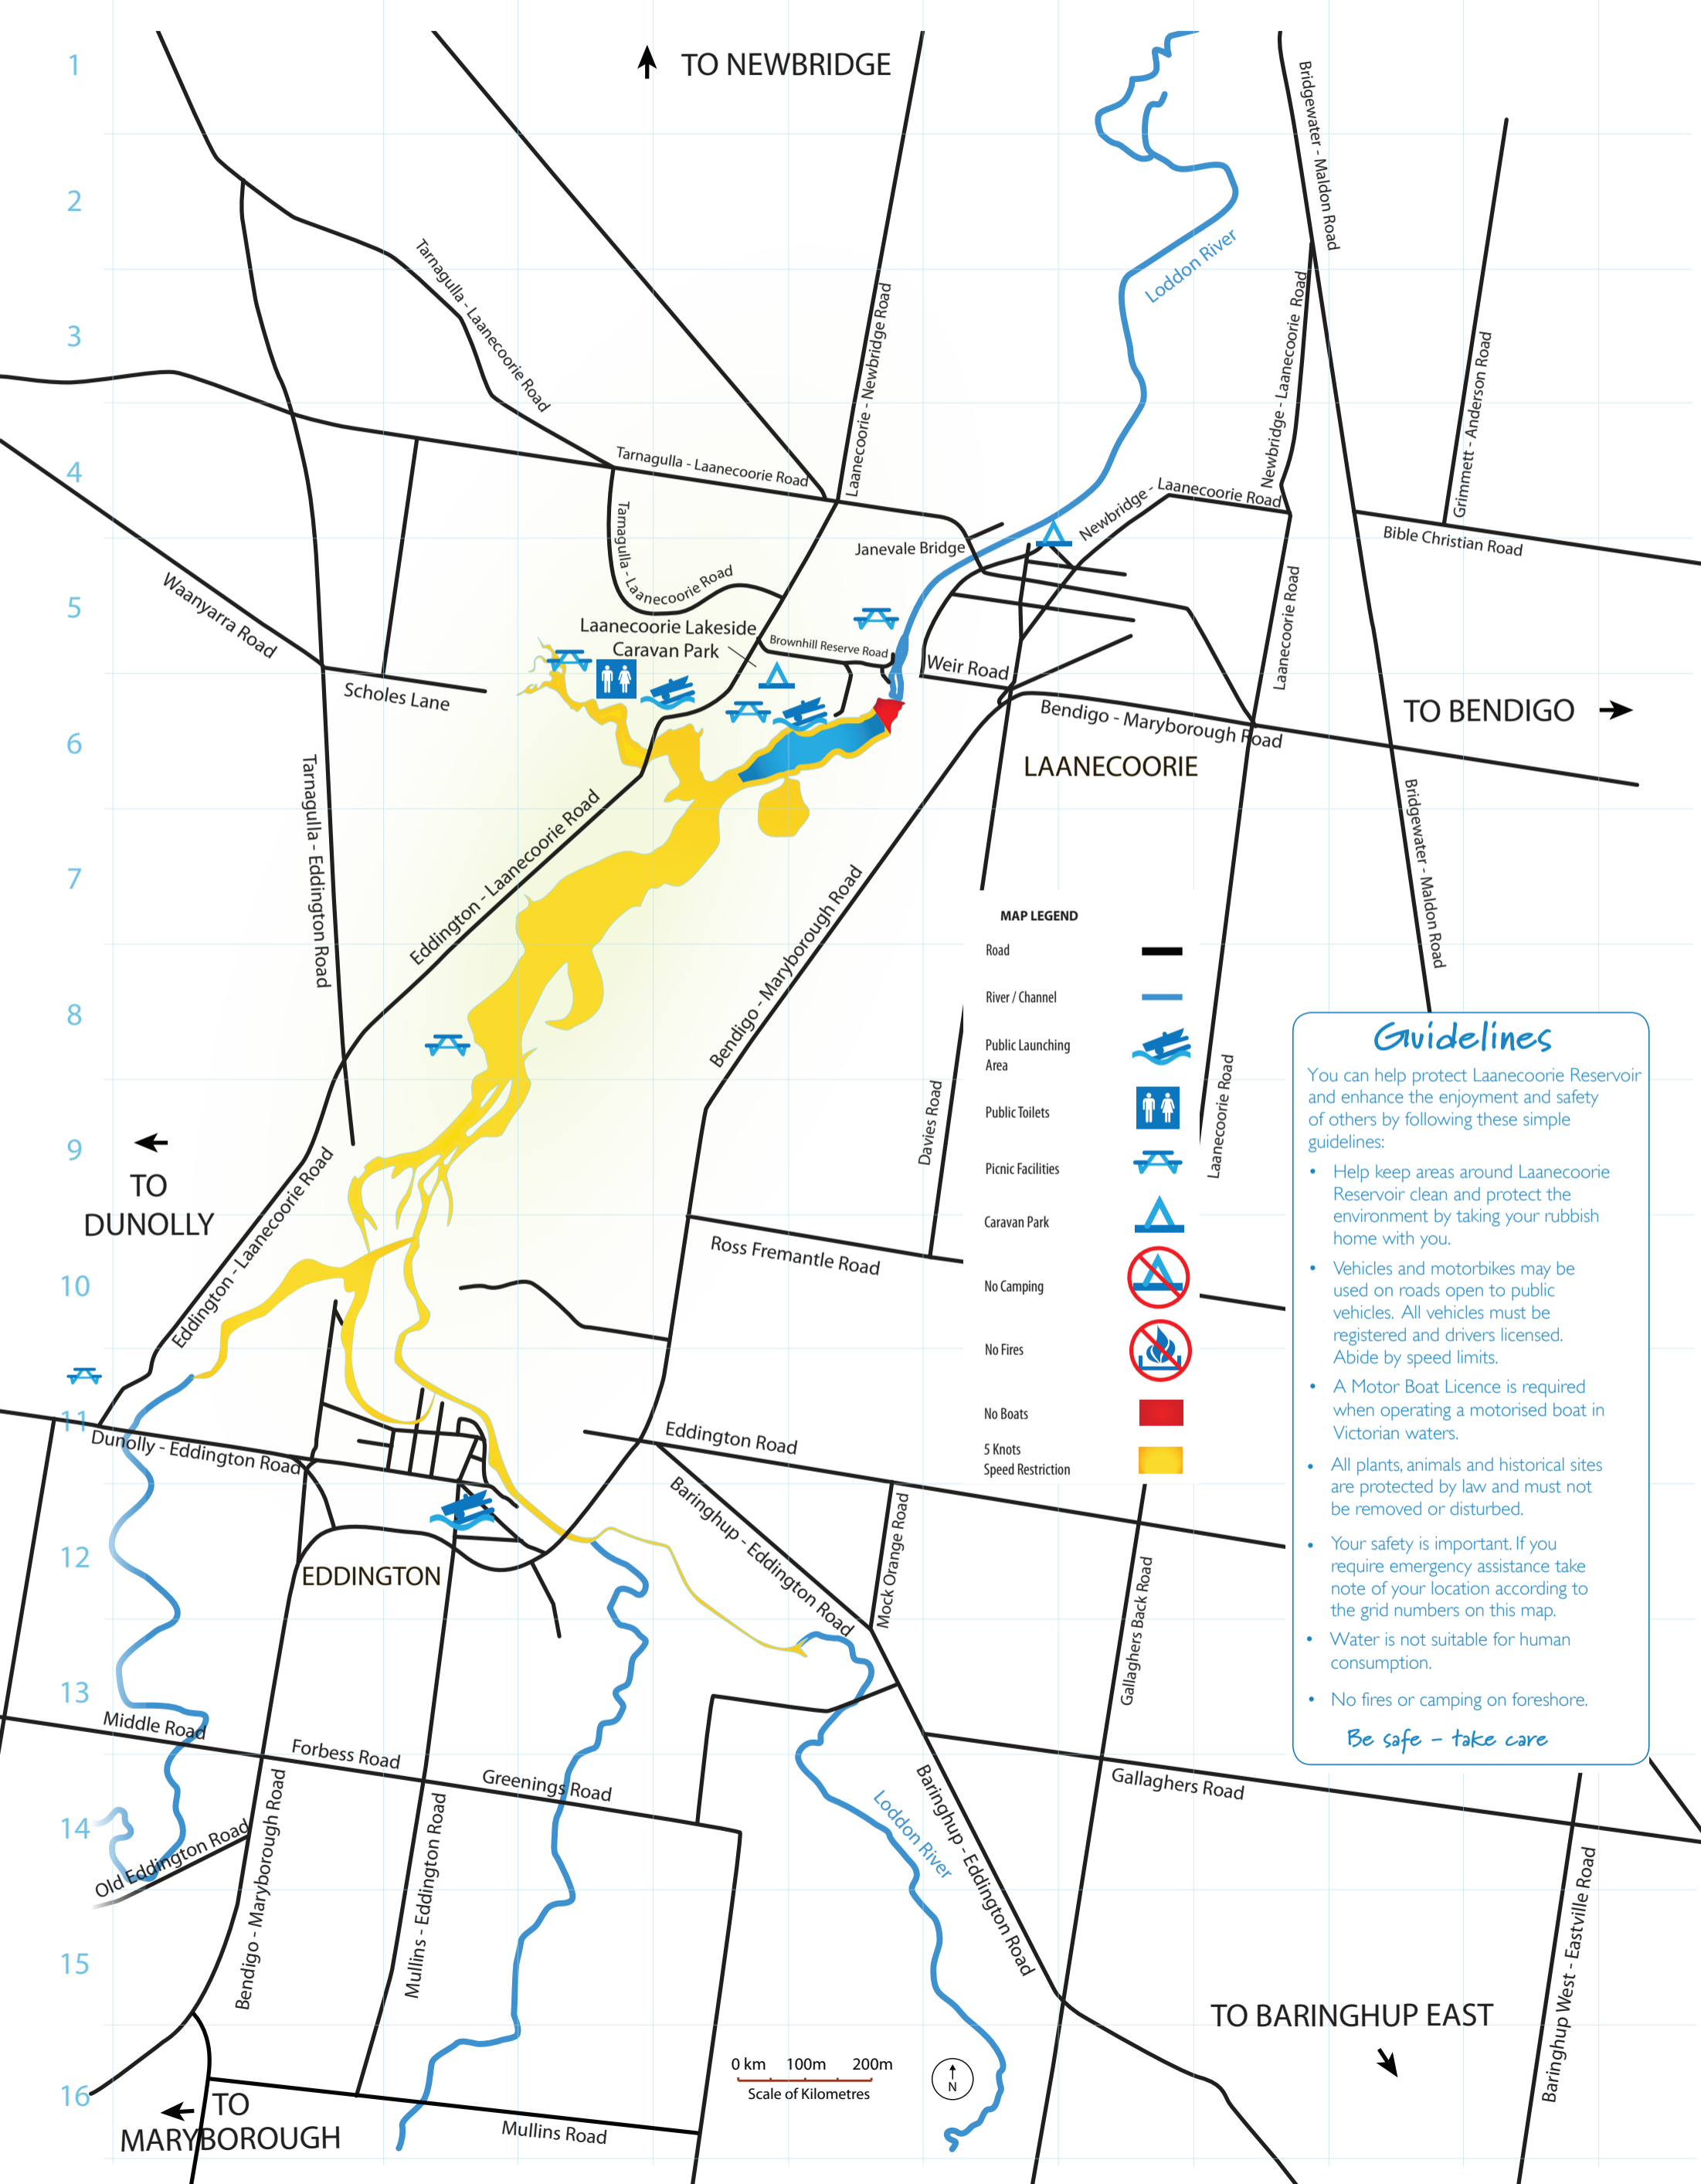 1
TO NEWBRIDGE
Bridgewater - Maldon Road
2
Loddon River
Tarnagulla - Laanecoorie Road
3
Laanecoorie - Newbridge Road
Newbridge - Laanecoorie Road
Grimmett - Anderson Road
4
Tarnagulla - Laanecoorie Road
Newbridge - Laanecoorie Road
Bible Christian Road
Janevale Bridge
Tarnagulla - Laanecoorie Road
5
Waanyarra Road
Laanecoorie Lakeside
Caravan Park
Brownhill Reserve Road
Weir Road
Laanecoorie Road
Scholes Lane
Bendigo - Maryborough Road
TO BENDIGO
6
LAANECOORIE
Tarnagulla - Eddington Road
Eddington - Laanecoorie Road
Bridgewater - Maldon Road
7
Bendigo - Maryborough Road
MAP LEGEND
Road
River / Channel
Public Launching
Area
Public Toilets
Picnic Facilities
Caravan Park
No Camping
No Fires
No Boats
5 Knots
Speed Restriction
8
Davies Road
Laanecoorie Road
9
TO
DUNOLLY
Eddington - Laanecoorie Road
Ross Fremantle Road
10
11
Dunolly - Eddington Road
Eddington Road
Baringhup - Eddington Road
Mock Orange Road
12
EDDINGTON
Gallaghers Back Road
13
Middle Road
Forbess Road
Greenings Road
Gallaghers Road
14
Old Eddington Road
Bendigo - Maryborough Road
Mullins - Eddington Road
Loddon River
Baringhup - Eddington Road
Baringhup West - Eastville Road
15
TO BARINGHUP EAST
0 km 100m 200m
Scale of Kilometres
N
16
TO
MARYBOROUGH
Mullins Road
Guidelines
You can help protect Laanecoorie Reservoir
and enhance the enjoyment and safety
of others by following these simple
guidelines:
• Help keep areas around Laanecoorie
Reservoir clean and protect the
environment by taking your rubbish
home with you.
• Vehicles and motorbikes may be
used on roads open to public
vehicles. All vehicles must be
registered and drivers licensed.
Abide by speed limits.
• A Motor Boat Licence is required
when operating a motorised boat in
Victorian waters.
• All plants, animals and historical sites
are protected by law and must not
be removed or disturbed.
• Your safety is important. If you
require emergency assistance take
note of your location according to
the grid numbers on this map.
• Water is not suitable for human
consumption.
• No fires or camping on foreshore.
Be safe - take care